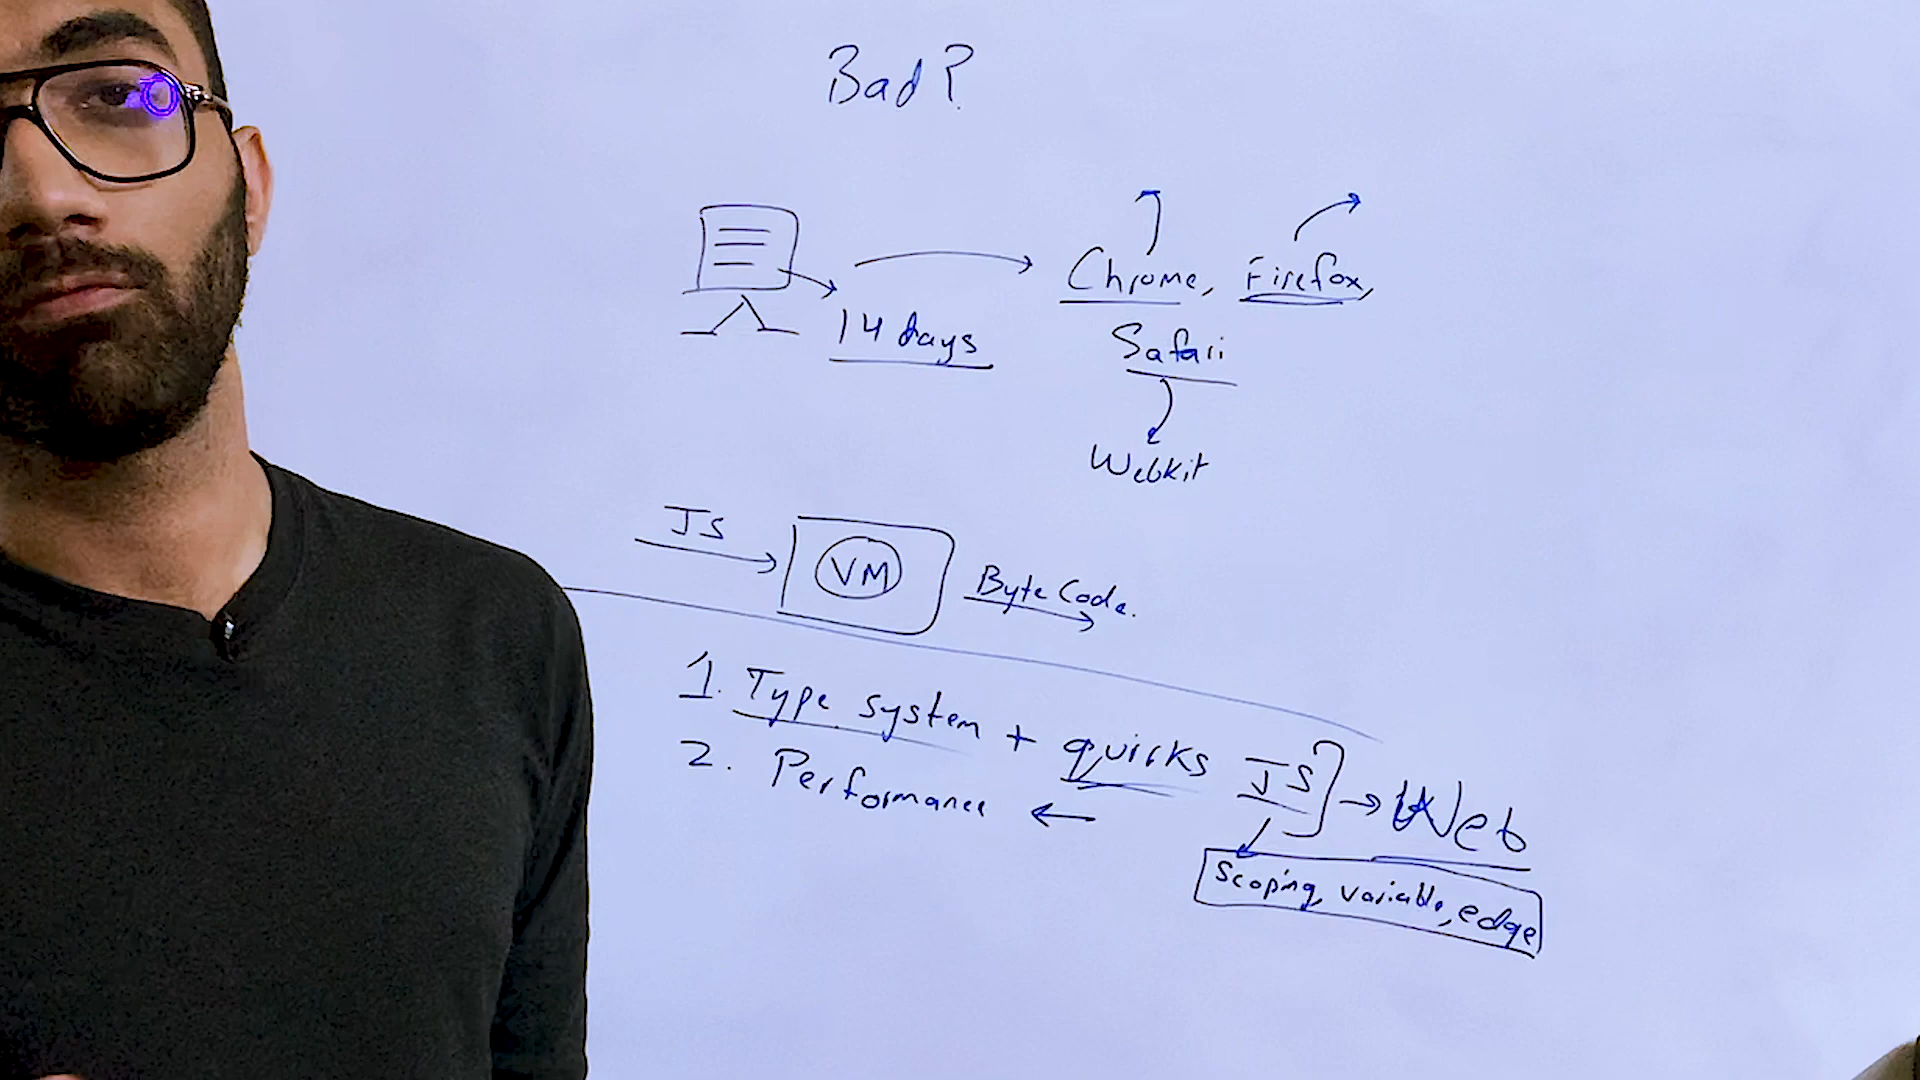 Bad?
Chrome, Firefox,
14 days
Safari
Webkit
JS
VM
Byte Code.
1. Type system + quirks JS → Web
2. Performance ←
Scoping, variable, edge